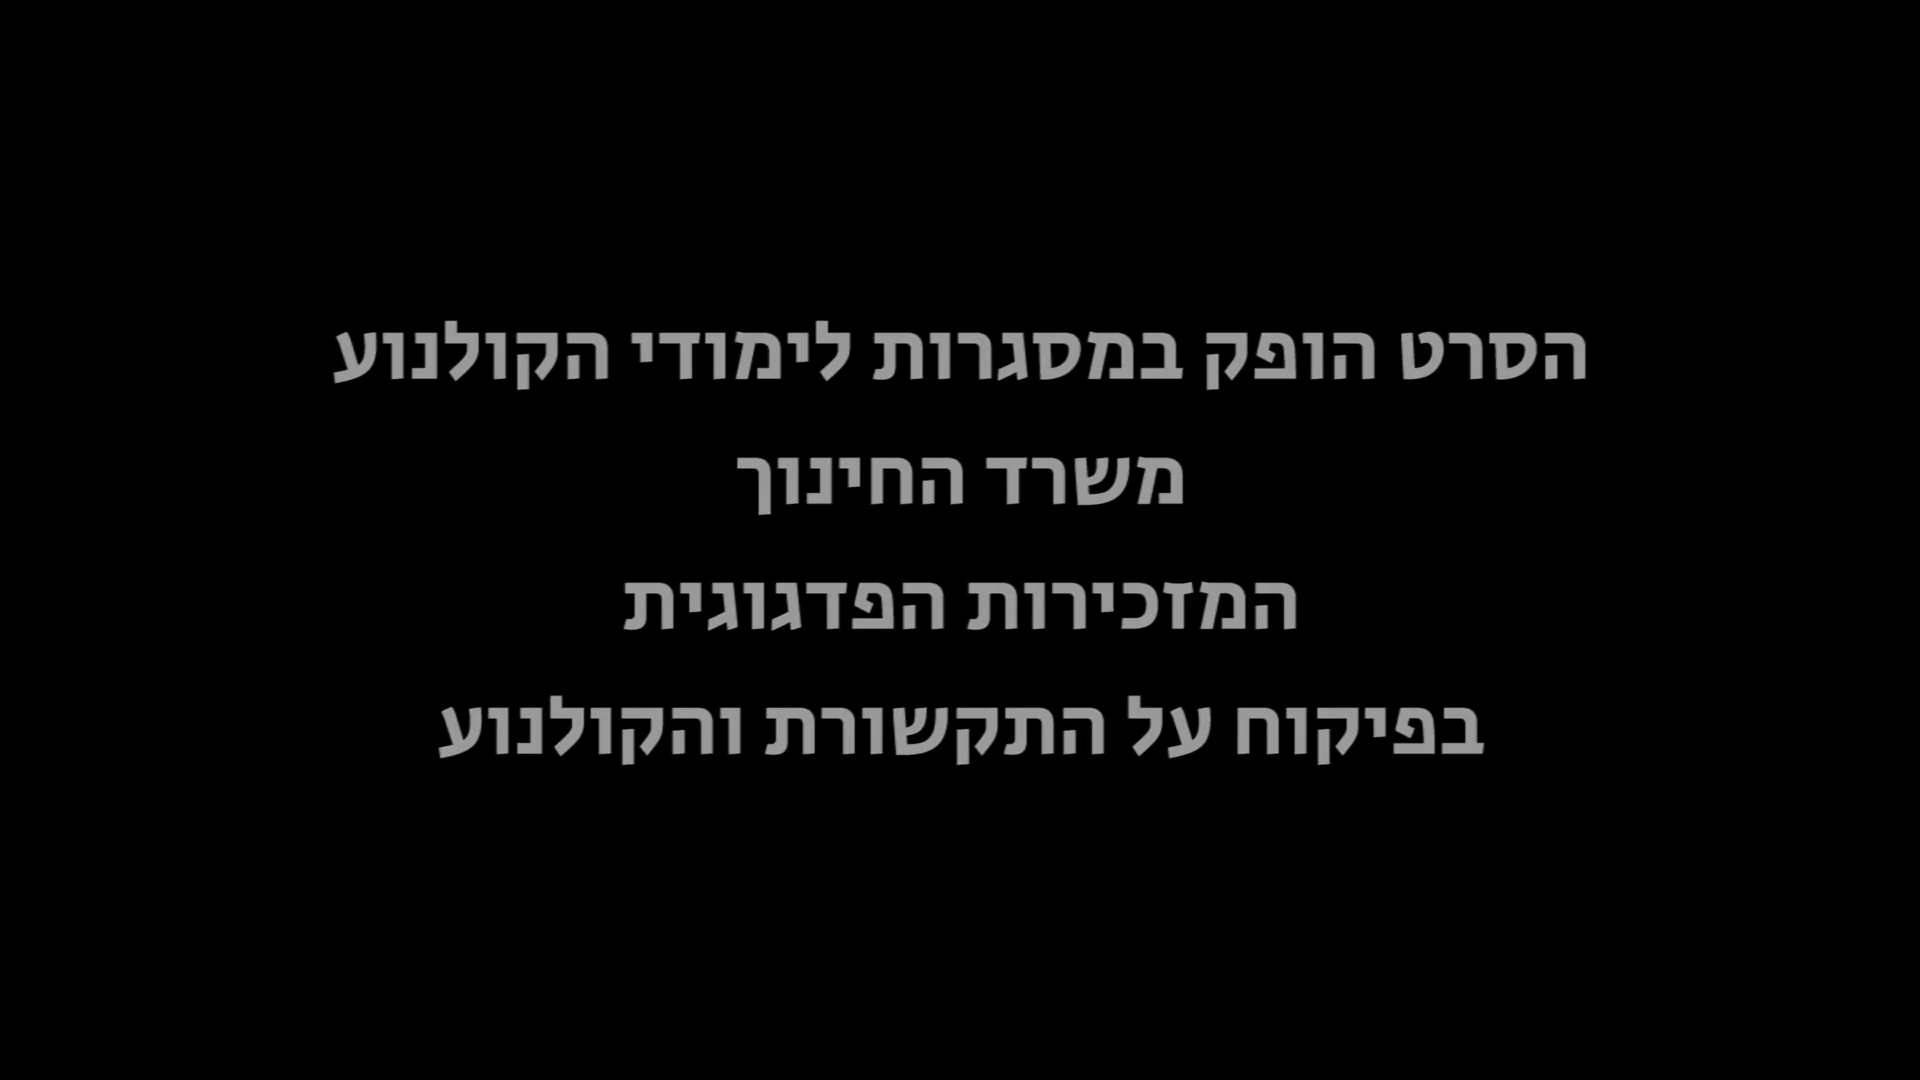 הסרט הופק במסגרות לימודי הקולנוע
משרד החינוך
המזכירות הפדגוגית
בפיקוח על התקשורת והקולנוע